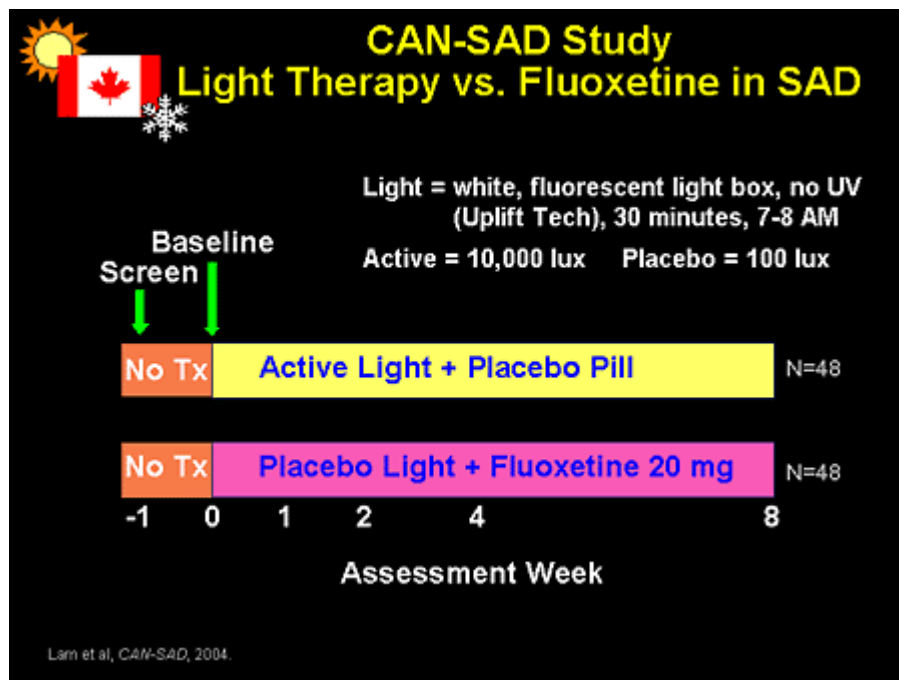 CAN-SAD Study
Light Therapy vs. Fluoxetine in SAD
Light = white, fluorescent light box, no UV
(Uplift Tech), 30 minutes, 7-8 AM
Active = 10,000 lux Placebo = 100 lux
Baseline
Screen
No Tx Active Light + Placebo Pill N=48
No Tx Placebo Light + Fluoxetine 20 mg N=48
-1 0 1 2 4 8
Assessment Week
Lam et al, CAN-SAD, 2004.